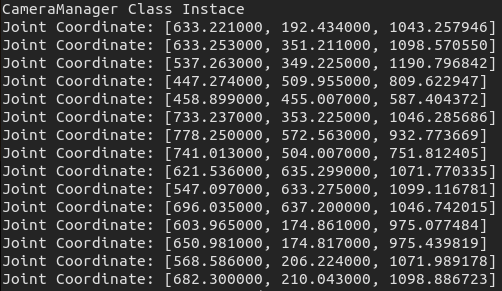 CameraManager Class Instace
Joint Coordinate: [633.221000, 192.434000, 1043.257946]
Joint Coordinate: [633.253000, 351.211000, 1098.570550]
Joint Coordinate: [537.263000, 349.225000, 1190.796842]
Joint Coordinate: [447.274000, 509.955000, 809.622947]
Joint Coordinate: [458.899000, 455.007000, 587.404372]
Joint Coordinate: [733.237000, 353.225000, 1046.285686]
Joint Coordinate: [778.250000, 572.563000, 932.773669]
Joint Coordinate: [741.013000, 504.007000, 751.812405]
Joint Coordinate: [621.536000, 635.299000, 1071.770335]
Joint Coordinate: [547.097000, 633.275000, 1099.116781]
Joint Coordinate: [696.035000, 637.200000, 1046.742015]
Joint Coordinate: [603.965000, 174.861000, 975.077484]
Joint Coordinate: [650.981000, 174.817000, 975.439819]
Joint Coordinate: [568.586000, 206.224000, 1071.989178]
Joint Coordinate: [682.300000, 210.043000, 1098.886723]